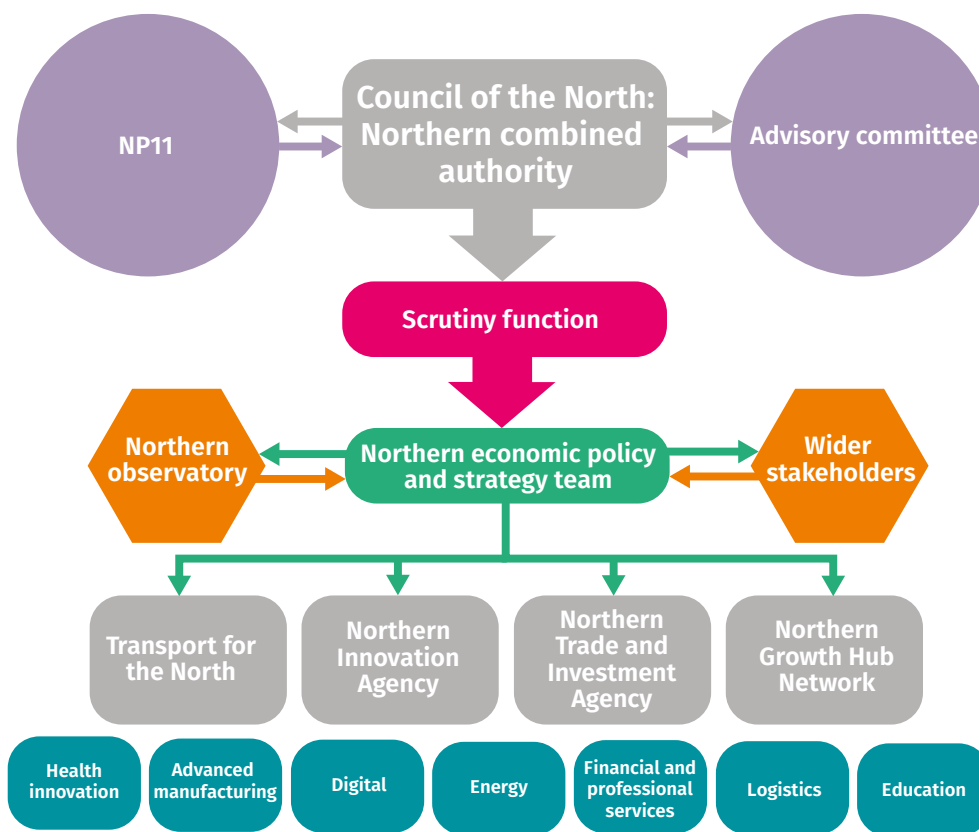 NP11
Council of the North:
Northern combined
authority
Advisory committee
Scrutiny function
Northern
observatory
Northern economic policy
and strategy team
Wider
stakeholders
Transport for
the North
Northern
Innovation
Agency
Northern
Trade and
Investment
Agency
Northern
Growth Hub
Network
Health
innovation
Advanced
manufacturing
Digital
Energy
Financial and
professional
services
Logistics
Education